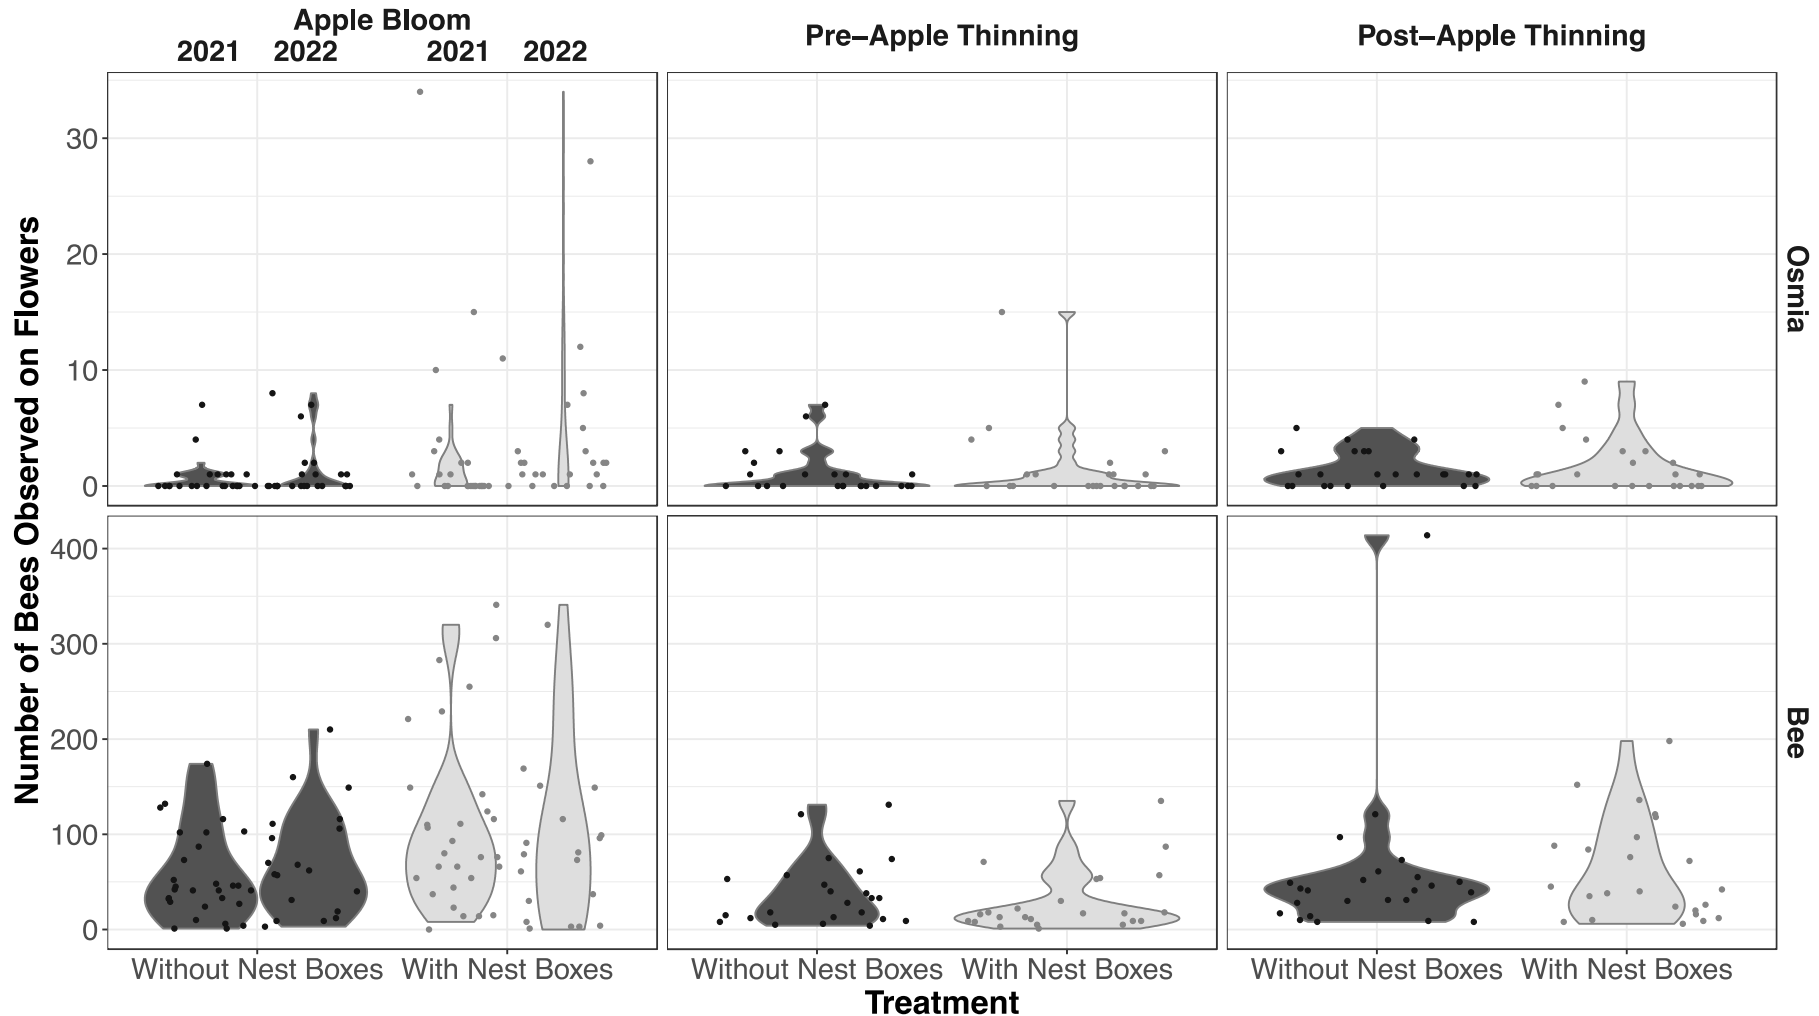 Apple Bloom
2021 2022 2021 2022
Pre–Apple Thinning
Post–Apple Thinning
Number of Bees Observed on Flowers
30
20
10
0
Osmia
400
300
200
100
0
Bee
Without Nest Boxes With Nest Boxes
Without Nest Boxes With Nest Boxes
Without Nest Boxes With Nest Boxes
Treatment